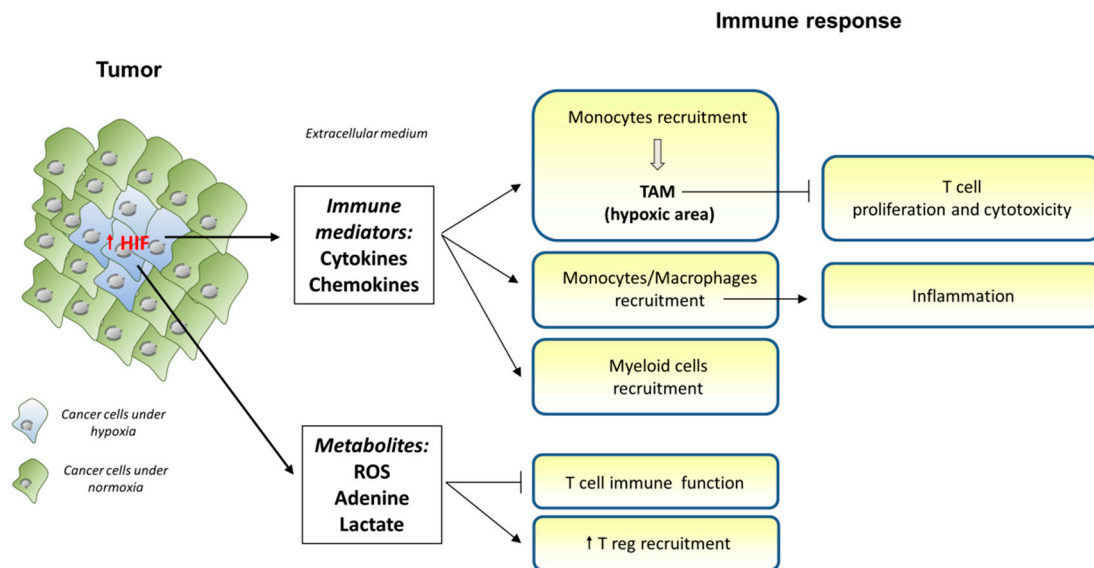 Immune response
Tumor
Extracellular medium
Monocytes recruitment
TAM
(hypoxic area)
T cell
proliferation and cytotoxicity
Immune
mediators:
Cytokines
Chemokines
↑ HIF
Monocytes/Macrophages
recruitment
Inflammation
Myeloid cells
recruitment
Cancer cells under
hypoxia
Cancer cells under
normoxia
Metabolites:
ROS
Adenine
Lactate
T cell immune function
↑ T reg recruitment